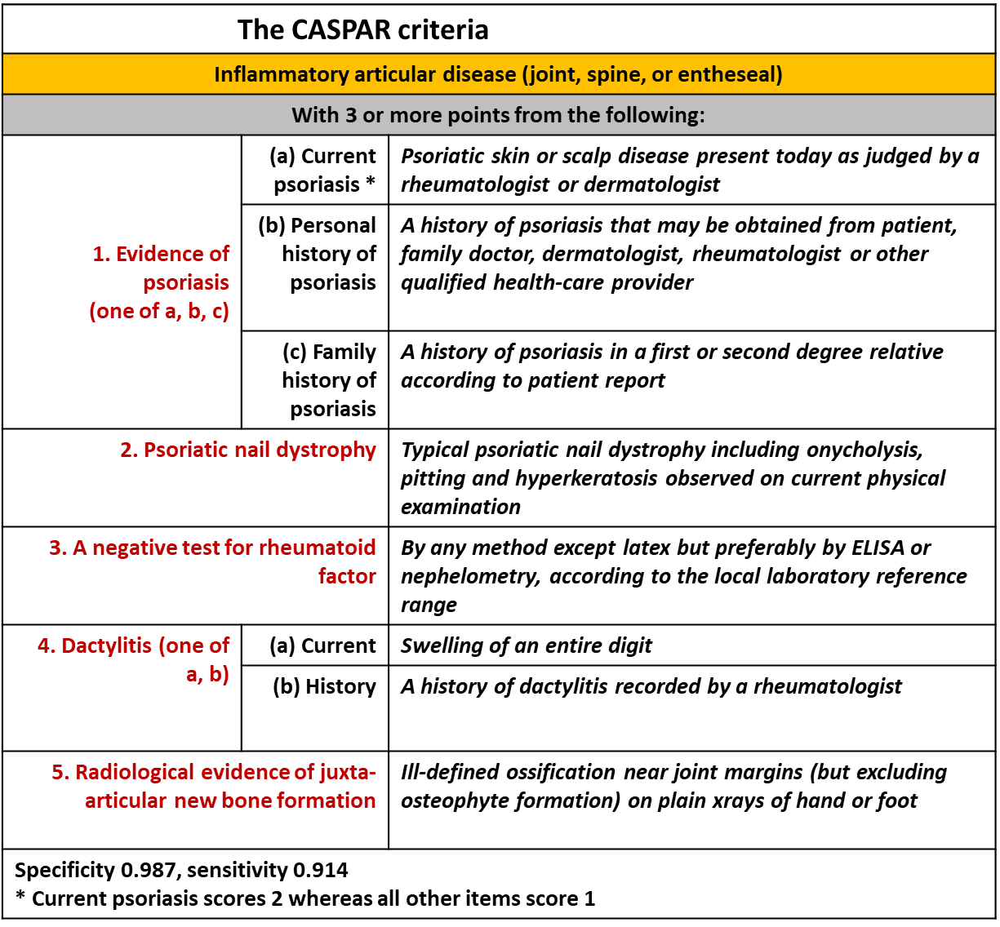 The CASPAR criteria
Inflammatory articular disease (joint, spine, or entheseal)
With 3 or more points from the following:
1. Evidence of
psoriasis
(one of a, b, c)
(a) Current
psoriasis *
Psoriatic skin or scalp disease present today as judged by a
rheumatologist or dermatologist
(b) Personal
history of
psoriasis
A history of psoriasis that may be obtained from patient,
family doctor, dermatologist, rheumatologist or other
qualified health-care provider
(c) Family
history of
psoriasis
A history of psoriasis in a first or second degree relative
according to patient report
2. Psoriatic nail dystrophy
Typical psoriatic nail dystrophy including onycholysis,
pitting and hyperkeratosis observed on current physical
examination
3. A negative test for rheumatoid
factor
By any method except latex but preferably by ELISA or
nephelometry, according to the local laboratory reference
range
4. Dactylitis (one of
a, b)
(a) Current
Swelling of an entire digit
(b) History
A history of dactylitis recorded by a rheumatologist
5. Radiological evidence of juxta-
articular new bone formation
Ill-defined ossification near joint margins (but excluding
osteophyte formation) on plain xrays of hand or foot
Specificity 0.987, sensitivity 0.914
* Current psoriasis scores 2 whereas all other items score 1